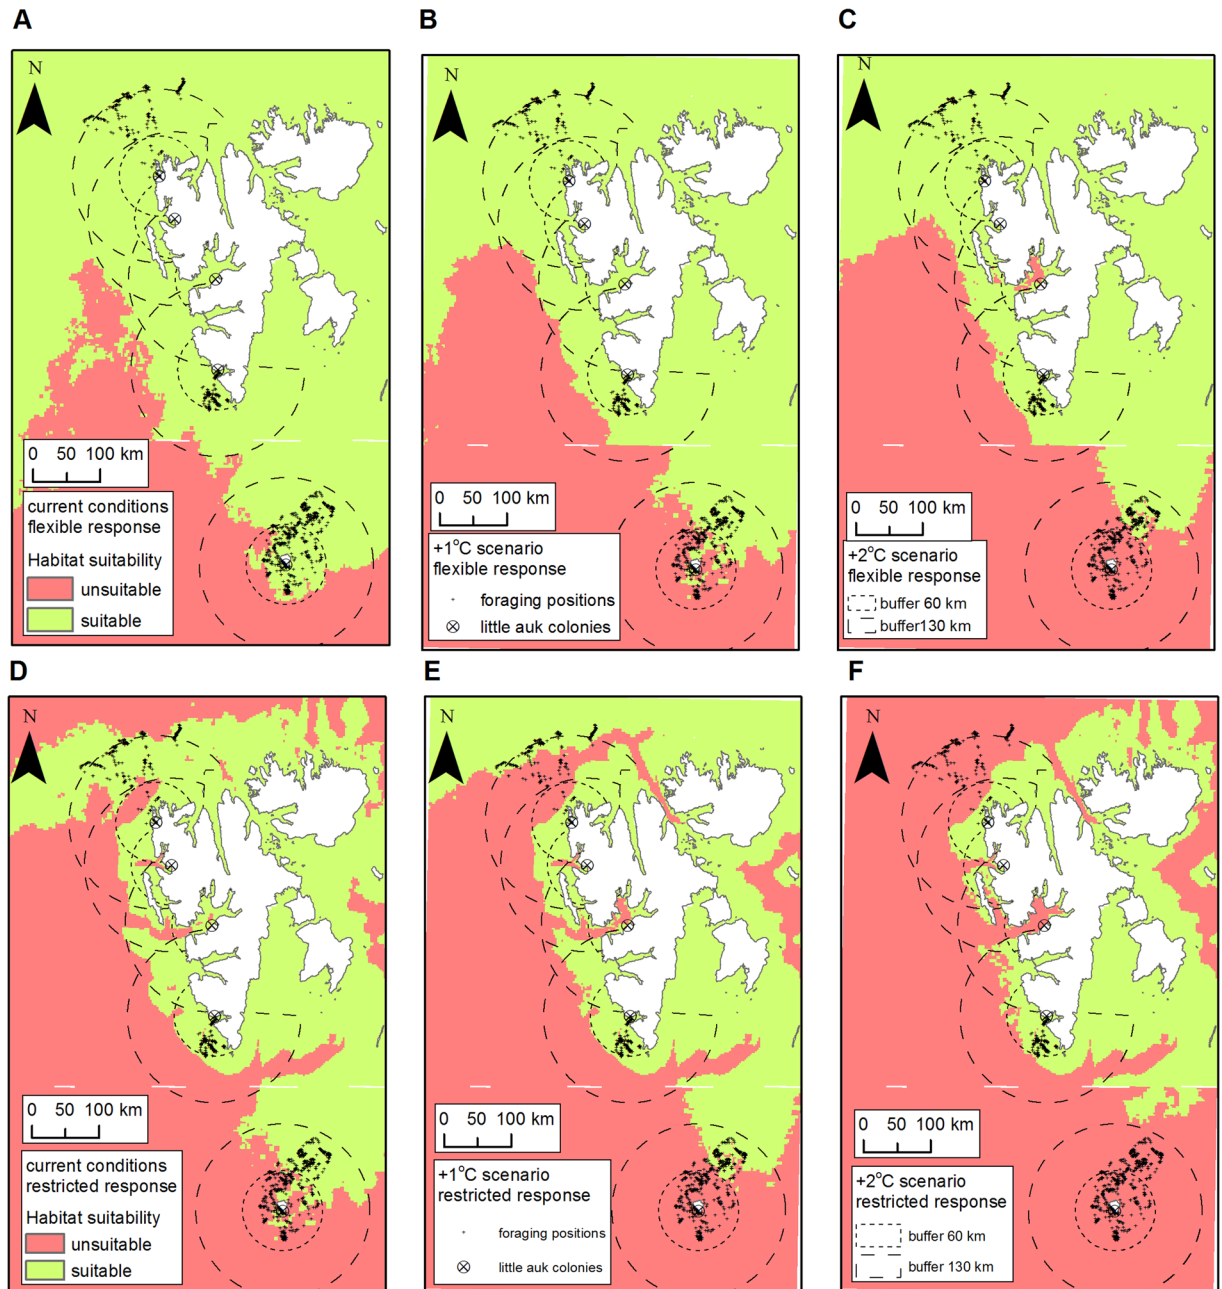 A
B
C
N
N
N
0 50 100 km
current conditions
flexible response
Habitat suitability
unsuitable
suitable
0 50 100 km
+1°C scenario
flexible response
foraging positions
little auk colonies
0 50 100 km
+2°C scenario
flexible response
buffer 60 km
buffer130 km
D
E
F
N
N
N
0 50 100 km
current conditions
restricted response
Habitat suitability
unsuitable
suitable
0 50 100 km
+1°C scenario
restricted response
foraging positions
little auk colonies
0 50 100 km
+2°C scenario
restricted response
buffer 60 km
buffer 130 km